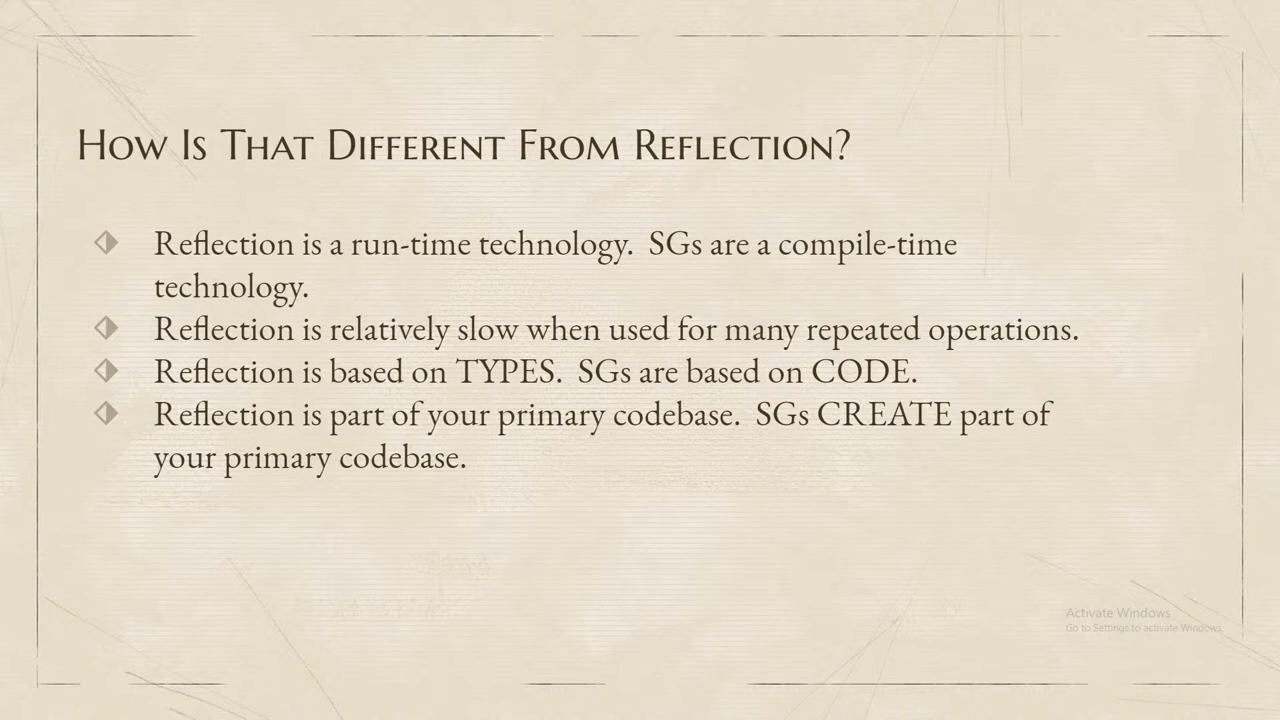 How Is That Different From Reflection?
Reflection is a run-time technology.  SGs are a compile-time
technology.
Reflection is relatively slow when used for many repeated operations.
Reflection is based on TYPES.  SGs are based on CODE.
Reflection is part of your primary codebase.  SGs CREATE part of
your primary codebase.
Activate Windows
Go to Settings to activate Windows.